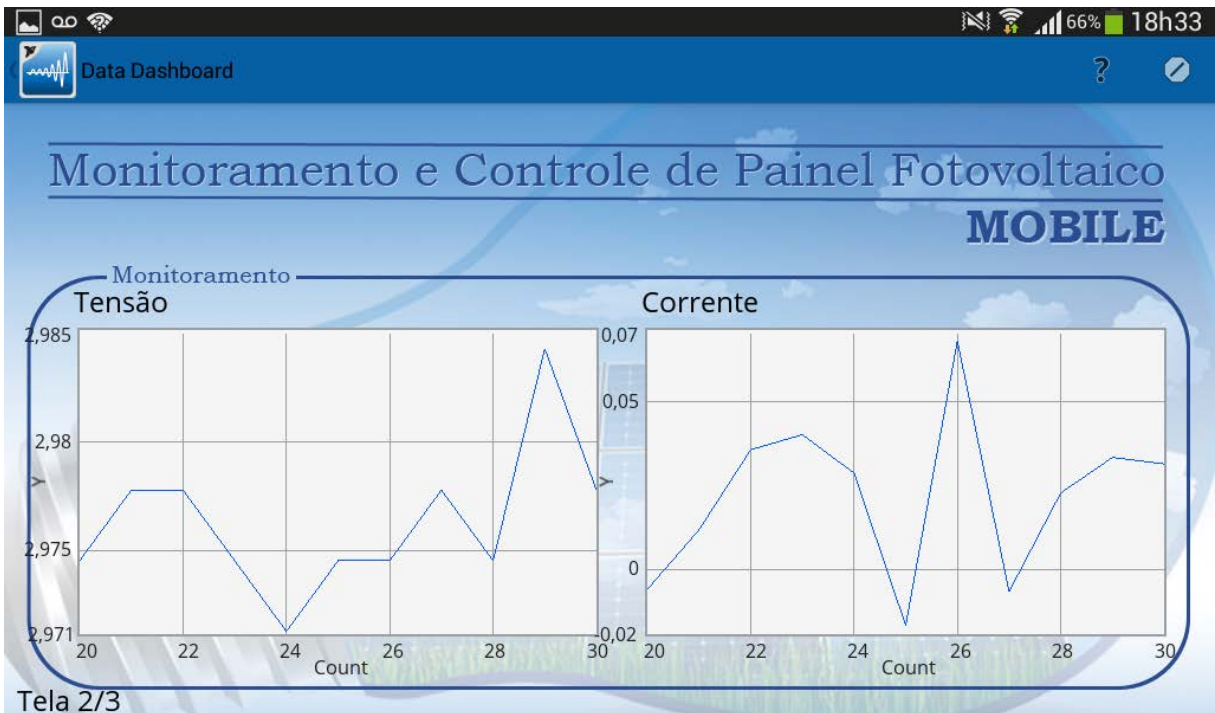 66% 18h33
Data Dashboard ?
Monitoramento e Controle de Painel Fotovoltaico
MOBILE
Monitoramento
Tensão
2,985
2,98
Y
2,975
2,971
20 22 24 26 28 30
Count
Corrente
0,07
0,05
Y
0
-0,02
20 22 24 26 28 30
Count
Tela 2/3